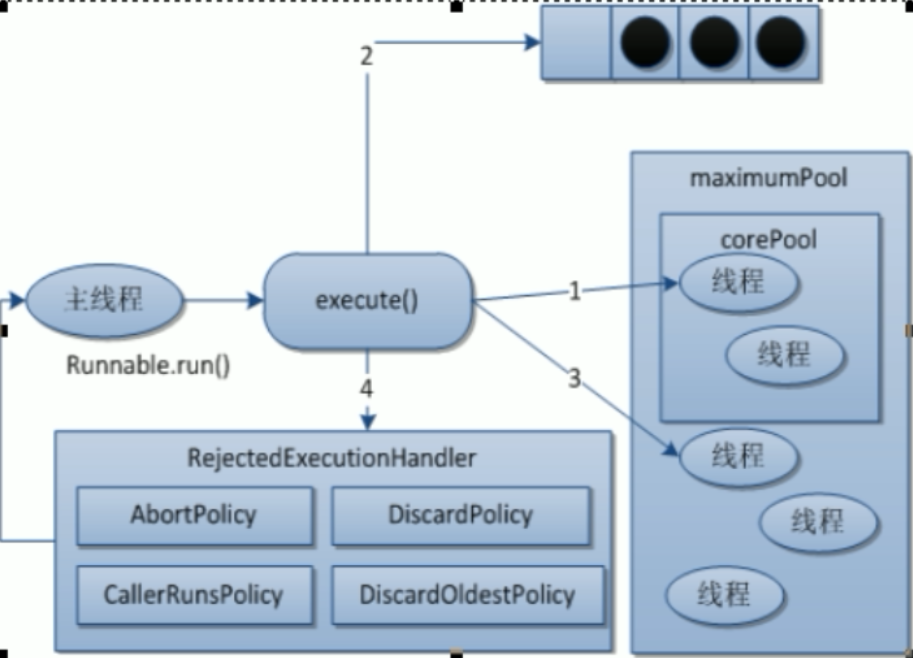 2
maximumPool
corePool
线程
主线程
execute()
1
线程
Runnable.run()
3
4
RejectedExecutionHandler
线程
AbortPolicy
DiscardPolicy
线程
CallerRunsPolicy
DiscardOldestPolicy
线程